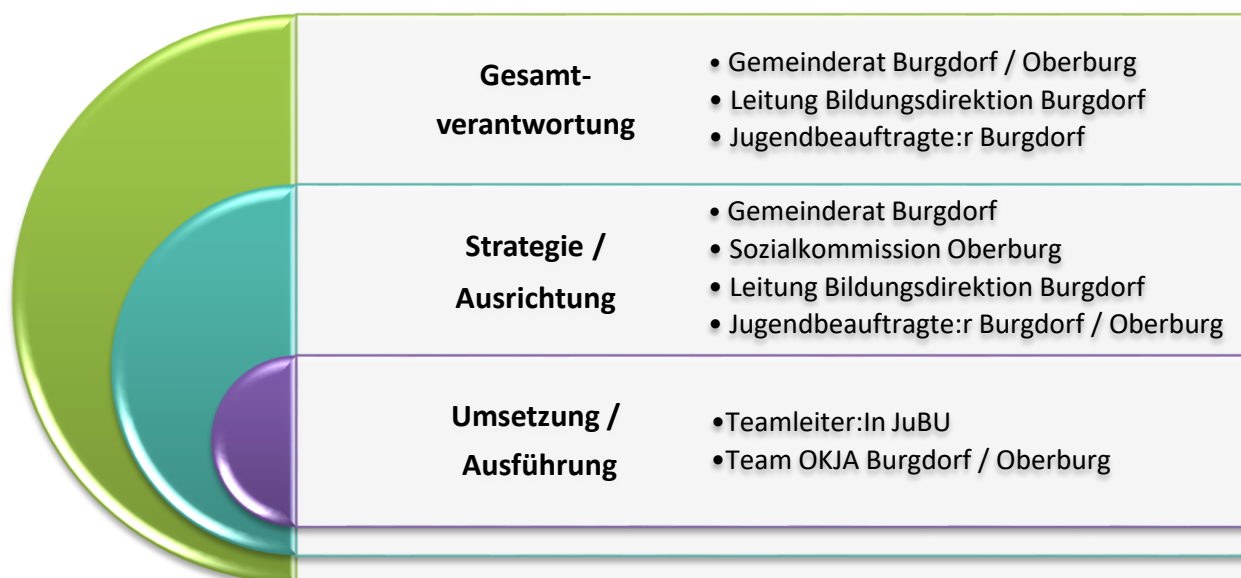 Gesamt-
verantwortung
• Gemeinderat Burgdorf / Oberburg
• Leitung Bildungsdirektion Burgdorf
• Jugendbeauftragte:r Burgdorf
Strategie /
Ausrichtung
• Gemeinderat Burgdorf
• Sozialkommission Oberburg
• Leitung Bildungsdirektion Burgdorf
• Jugendbeauftragte:r Burgdorf / Oberburg
Umsetzung /
Ausführung
•Teamleiter:In JuBU
•Team OKJA Burgdorf / Oberburg